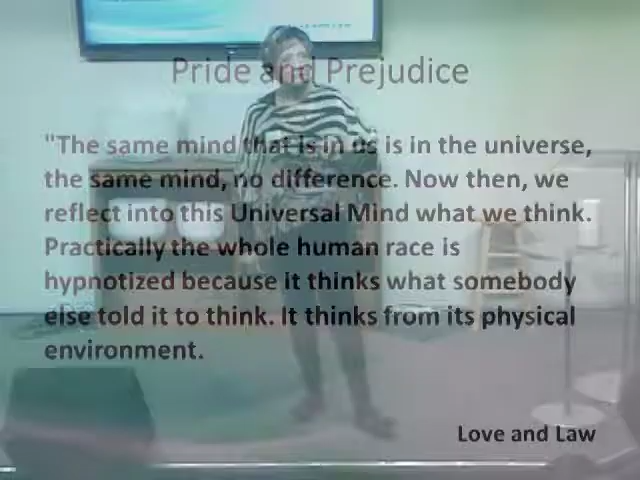 Pride and Prejudice
"The same mind that is in us is in the universe,
the same mind, no difference. Now then, we
reflect into this Universal Mind what we think.
Practically the whole human race is
hypnotized because it thinks what somebody
else told it to think. It thinks from its physical
environment.
Love and Law